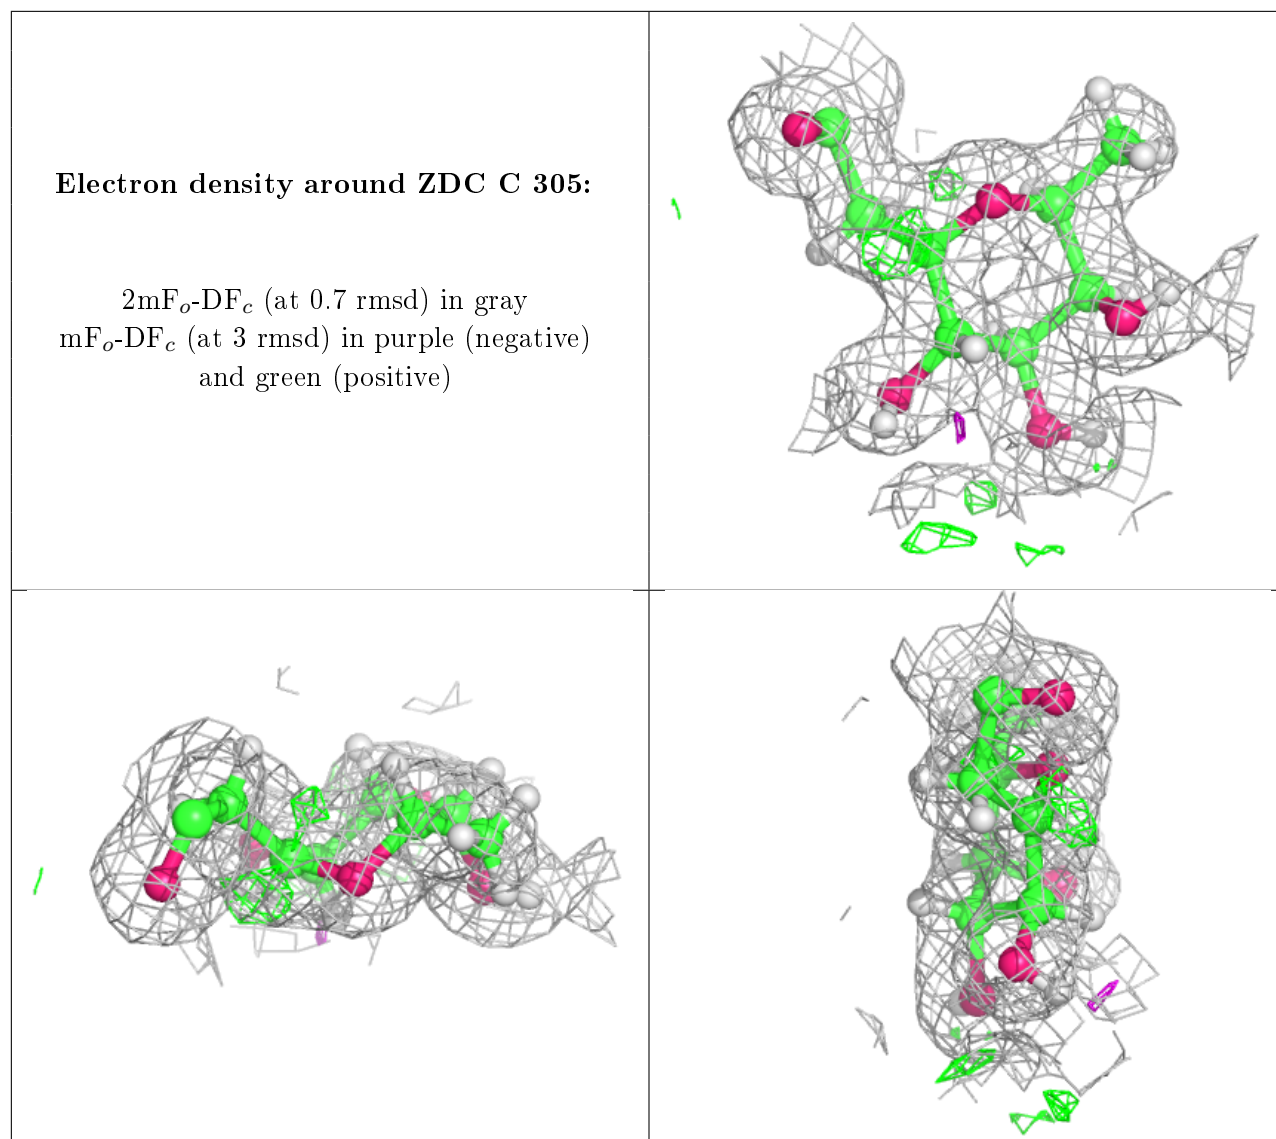 Electron density around ZDC C 305:
2mFₒ-DF𝒸 (at 0.7 rmsd) in gray
mFₒ-DF𝒸 (at 3 rmsd) in purple (negative)
and green (positive)